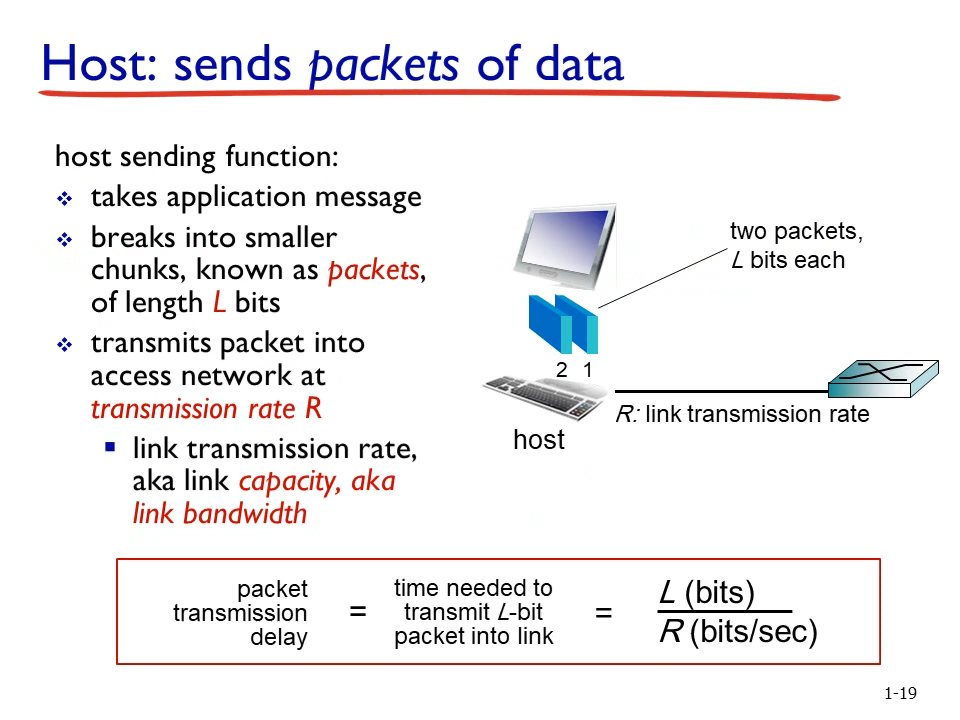 Host: sends packets of data
host sending function:
❖ takes application message
❖ breaks into smaller
chunks, known as packets,
of length L bits
❖ transmits packet into
access network at
transmission rate R
▪ link transmission rate,
aka link capacity, aka
link bandwidth
two packets,
L bits each
2 1
R: link transmission rate
host
packet
transmission
delay
=
time needed to
transmit L-bit
packet into link
=
L (bits)
R (bits/sec)
1-19